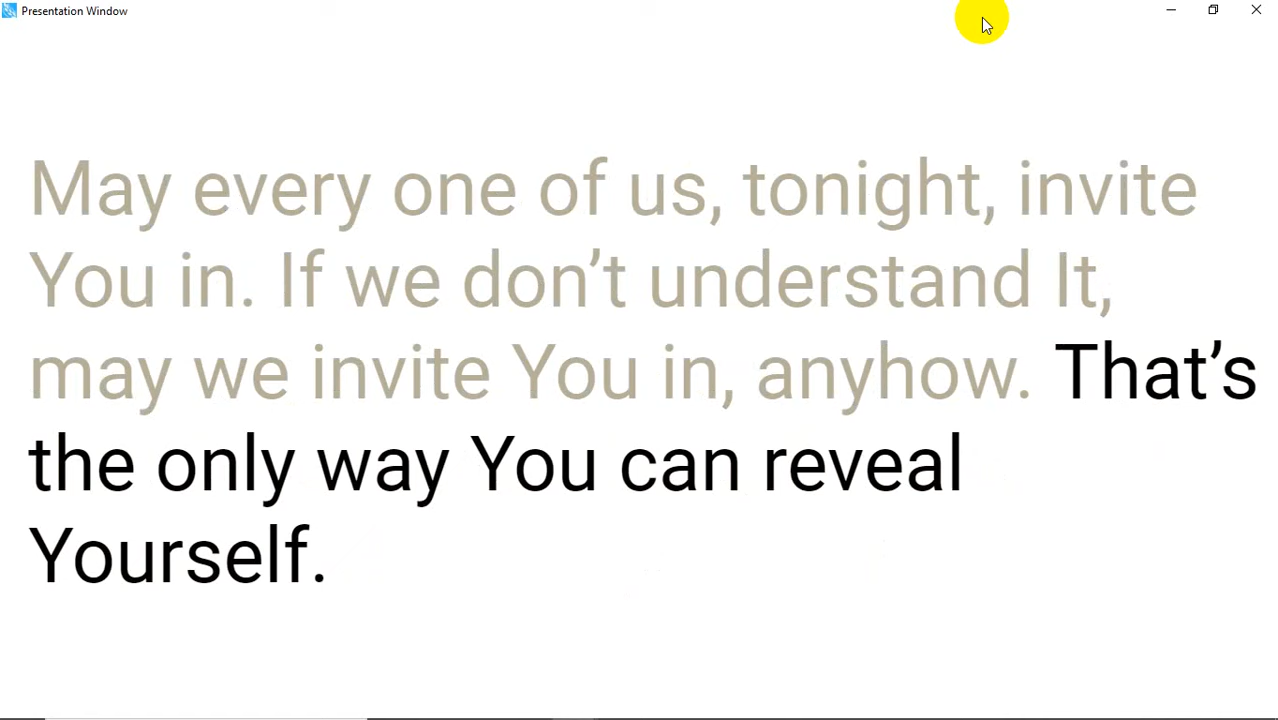 Presentation Window
May every one of us, tonight, invite
You in. If we don’t understand It,
may we invite You in, anyhow. That’s
the only way You can reveal
Yourself.